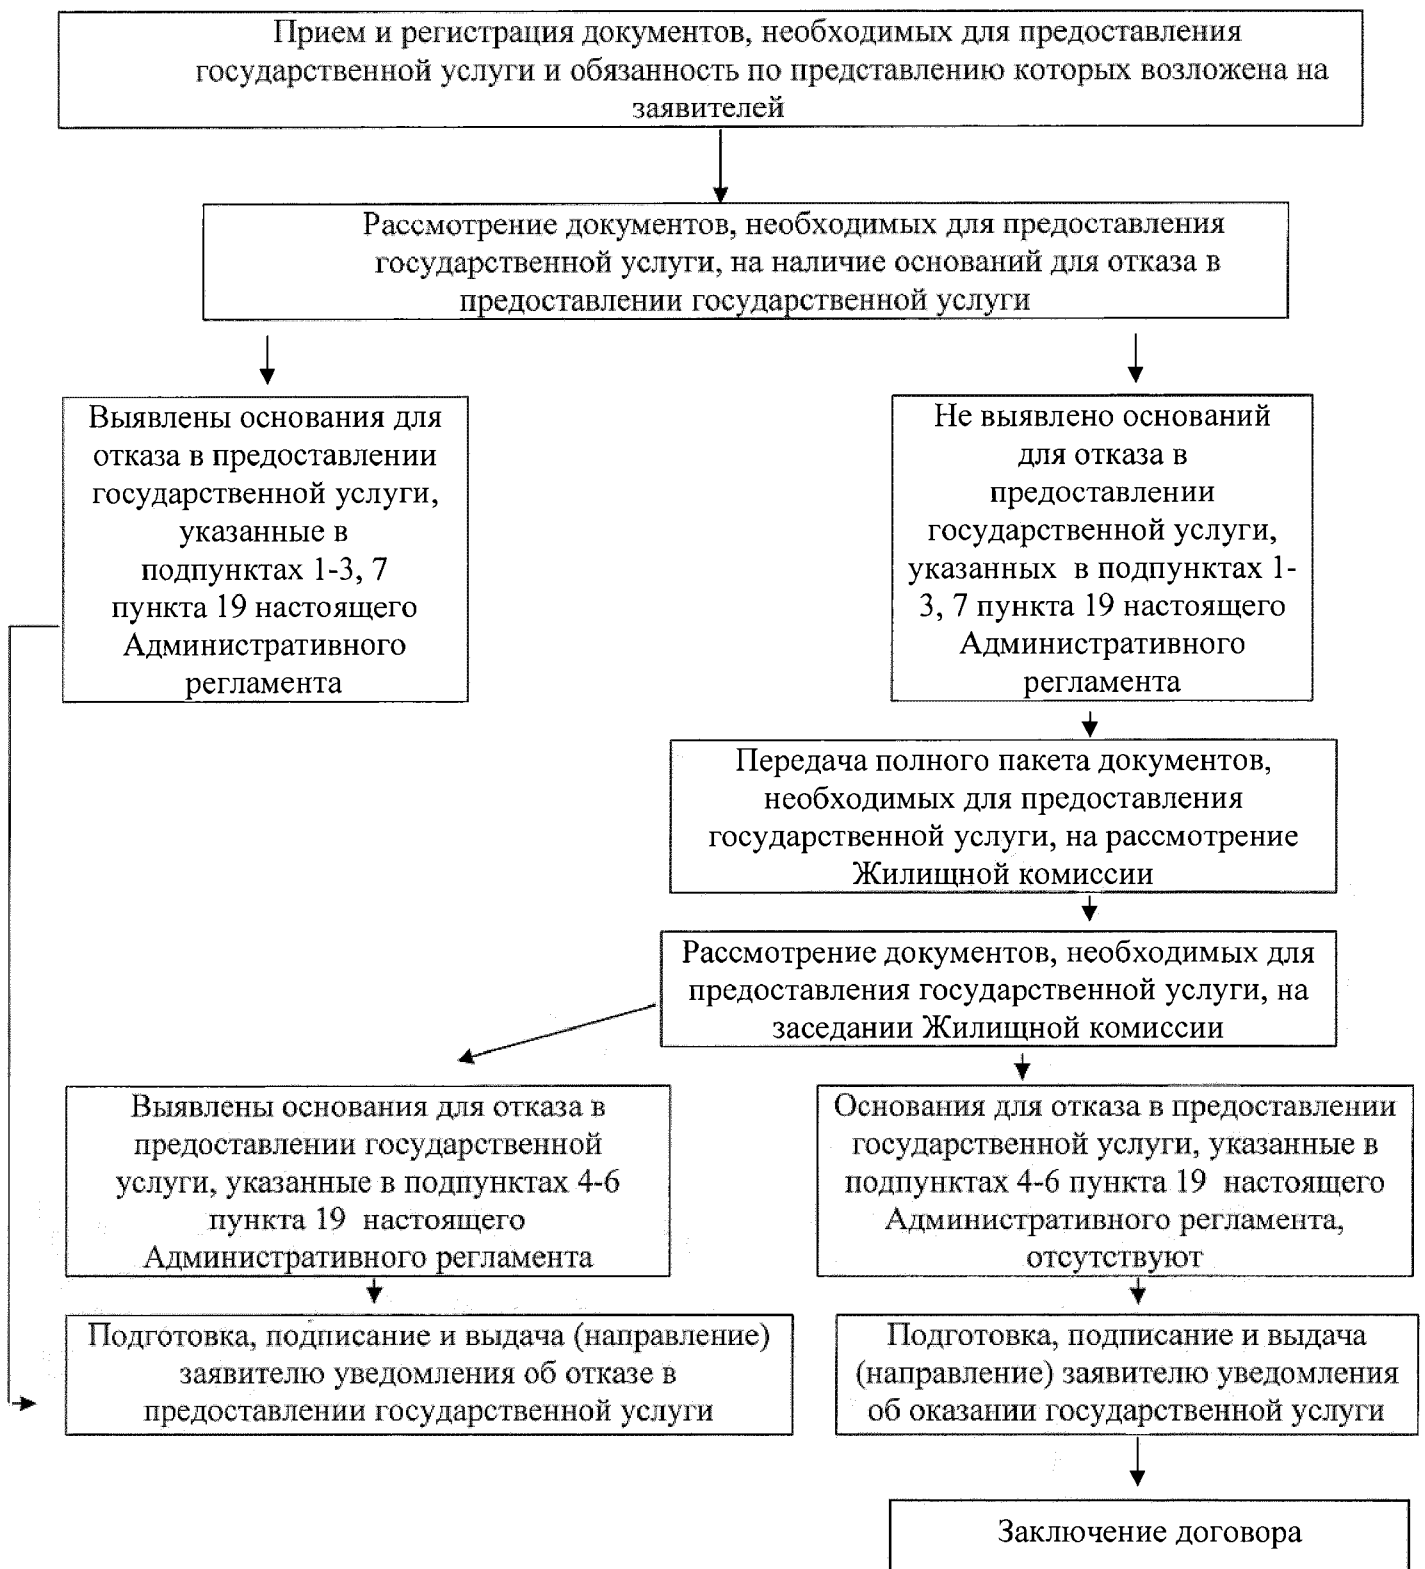 Прием и регистрация документов, необходимых для предоставления
государственной услуги и обязанность по представлению которых возложена на
заявителей
Рассмотрение документов, необходимых для предоставления
государственной услуги, на наличие оснований для отказа в
предоставлении государственной услуги
Выявлены основания для
отказа в предоставлении
государственной услуги,
указанные в
подпунктах 1-3, 7
пункта 19 настоящего
Административного
регламента
Не выявлено оснований
для отказа в
предоставлении
государственной услуги,
указанных в подпунктах 1-
3, 7 пункта 19 настоящего
Административного
регламента
Передача полного пакета документов,
необходимых для предоставления
государственной услуги, на рассмотрение
Жилищной комиссии
Рассмотрение документов, необходимых для
предоставления государственной услуги, на
заседании Жилищной комиссии
Выявлены основания для отказа в
предоставлении государственной
услуги, указанные в подпунктах 4-6
пункта 19 настоящего
Административного регламента
Основания для отказа в предоставлении
государственной услуги, указанные в
подпунктах 4-6 пункта 19 настоящего
Административного регламента,
отсутствуют
Подготовка, подписание и выдача (направление)
заявителю уведомления об отказе в
предоставлении государственной услуги
Подготовка, подписание и выдача
(направление) заявителю уведомления
об оказании государственной услуги
Заключение договора